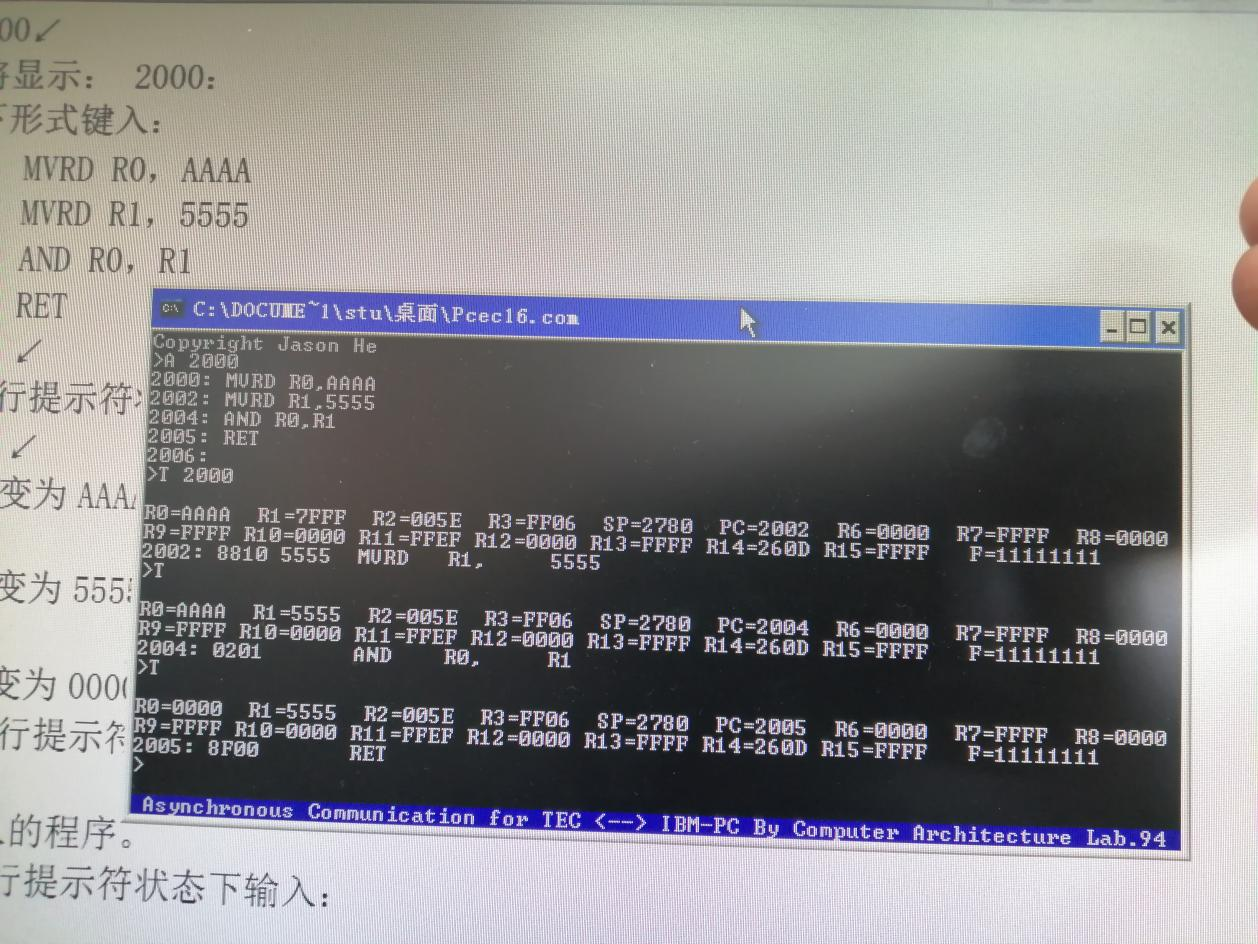 00↙
显示： 2000:
形式键入：
MVRD R0， AAAA
MVRD R1， 5555
AND R0， R1
RET
↙
行提示符
↙
变为 AAA
变为 555
变为 000
行提示符
的程序。
行提示符状态下输入：
C:\DOCUME~1\stu\桌面\Pcec16.com
Copyright Jason He
>A 2000
2000: MVRD R0,AAAA
2002: MVRD R1,5555
2004: AND R0,R1
2005: RET
2006:
>T 2000
R0=AAAA R1=7FFF R2=005E R3=FF06 SP=2780 PC=2002 R6=0000 R7=FFFF R8=0000
R9=FFFF R10=0000 R11=FFEF R12=0000 R13=FFFF R14=260D R15=FFFF F=11111111
2002: 8810 5555 MVRD R1, 5555
>T
R0=AAAA R1=5555 R2=005E R3=FF06 SP=2780 PC=2004 R6=0000 R7=FFFF R8=0000
R9=FFFF R10=0000 R11=FFEF R12=0000 R13=FFFF R14=260D R15=FFFF F=11111111
2004: 0201 AND R0, R1
>T
R0=0000 R1=5555 R2=005E R3=FF06 SP=2780 PC=2005 R6=0000 R7=FFFF R8=0000
R9=FFFF R10=0000 R11=FFEF R12=0000 R13=FFFF R14=260D R15=FFFF F=11111111
2005: 8F00 RET
>
Asynchronous Communication for TEC <--> IBM-PC By Computer Architecture Lab.94